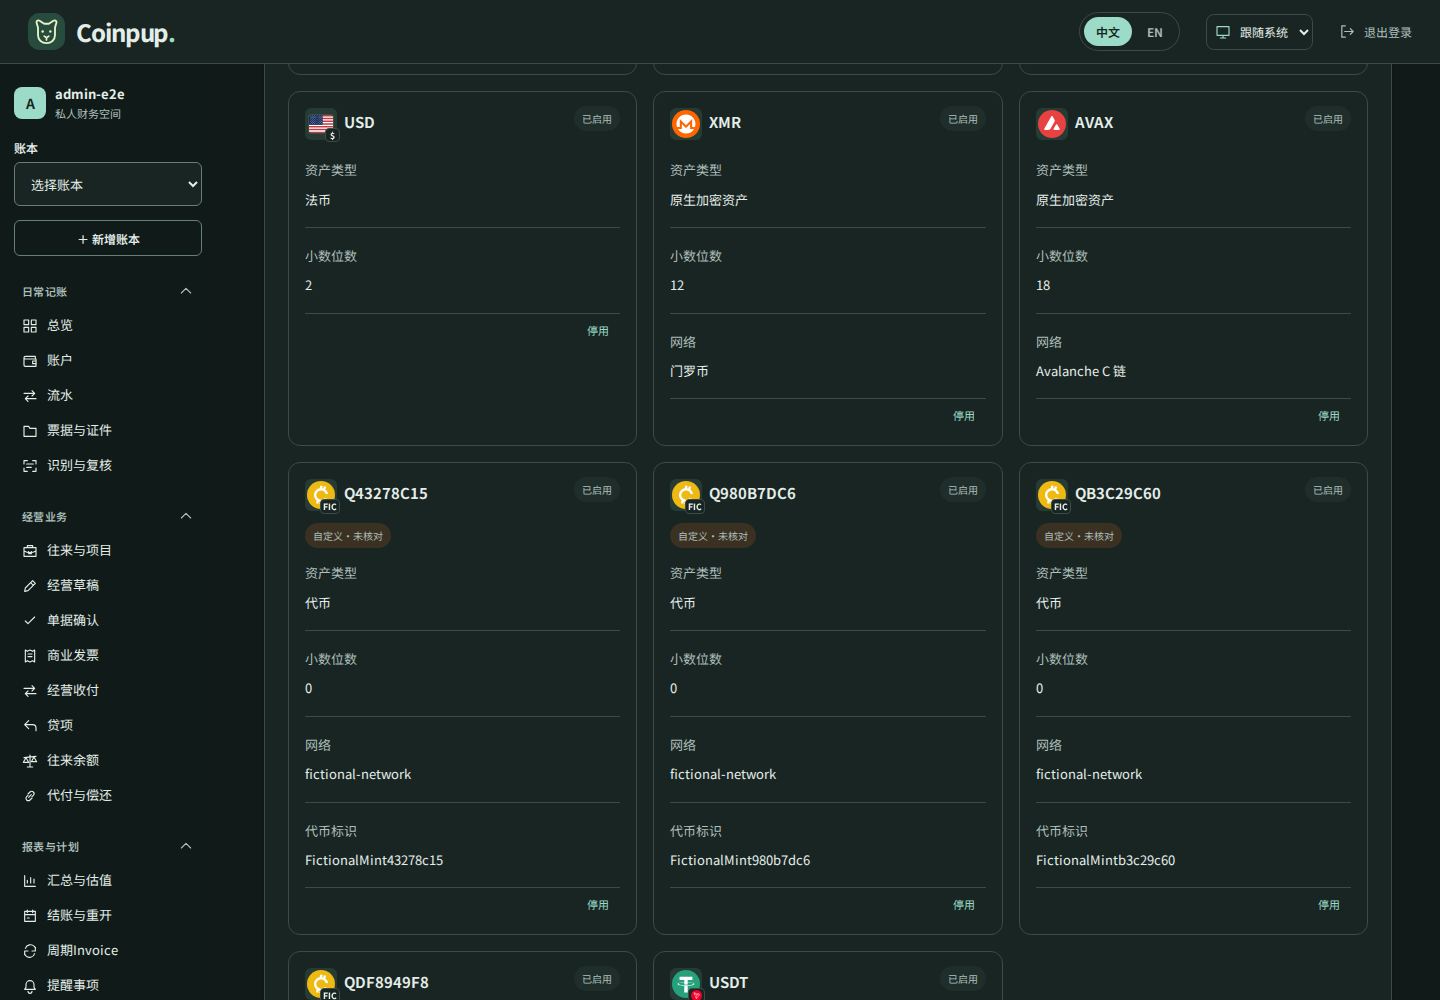 Coinpup.
中文
EN
跟随系统
退出登录
A
admin-e2e
私人财务空间
账本
选择账本
+ 新增账本
日常记账
总览
账户
流水
票据与证件
识别与复核
经营业务
往来与项目
经营草稿
单据确认
商业发票
经营收付
贷项
往来余额
代付与偿还
报表与计划
汇总与估值
结账与重开
周期Invoice
提醒事项
$
USD
已启用
资产类型
法币
小数位数
2
停用
XMR
已启用
资产类型
原生加密资产
小数位数
12
网络
门罗币
停用
AVAX
已启用
资产类型
原生加密资产
小数位数
18
网络
Avalanche C 链
停用
FIC
Q43278C15
已启用
自定义・未核对
资产类型
代币
小数位数
0
网络
fictional-network
代币标识
FictionalMint43278c15
停用
FIC
Q980B7DC6
已启用
自定义・未核对
资产类型
代币
小数位数
0
网络
fictional-network
代币标识
FictionalMint980b7dc6
停用
FIC
QB3C29C60
已启用
自定义・未核对
资产类型
代币
小数位数
0
网络
fictional-network
代币标识
FictionalMintb3c29c60
停用
FIC
QDF8949F8
已启用
USDT
已启用